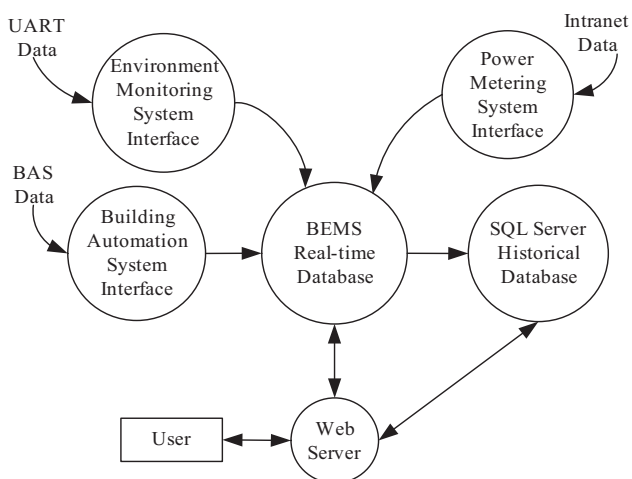 UART
Data
Environment
Monitoring
System
Interface
Power
Metering
System
Interface
Intranet
Data
BAS
Data
Building
Automation
System
Interface
BEMS
Real-time
Database
SQL Server
Historical
Database
User
Web
Server